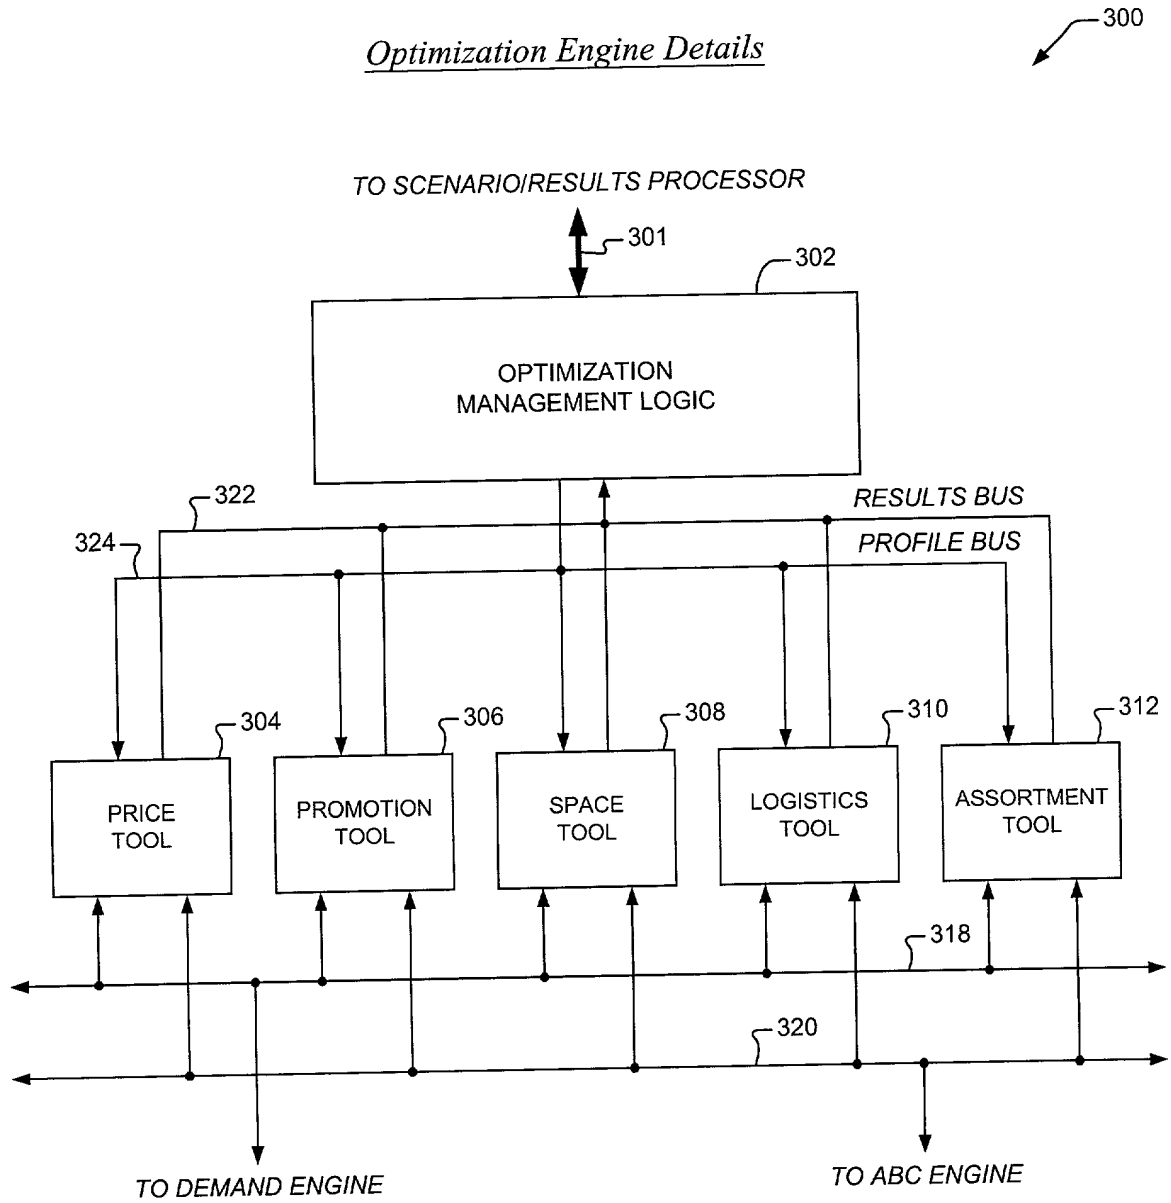 300
Optimization Engine Details
TO SCENARIO/RESULTS PROCESSOR
301
302
OPTIMIZATION
MANAGEMENT LOGIC
322
RESULTS BUS
324
PROFILE BUS
304
306
308
310
312
PRICE
TOOL
PROMOTION
TOOL
SPACE
TOOL
LOGISTICS
TOOL
ASSORTMENT
TOOL
318
320
TO DEMAND ENGINE
TO ABC ENGINE